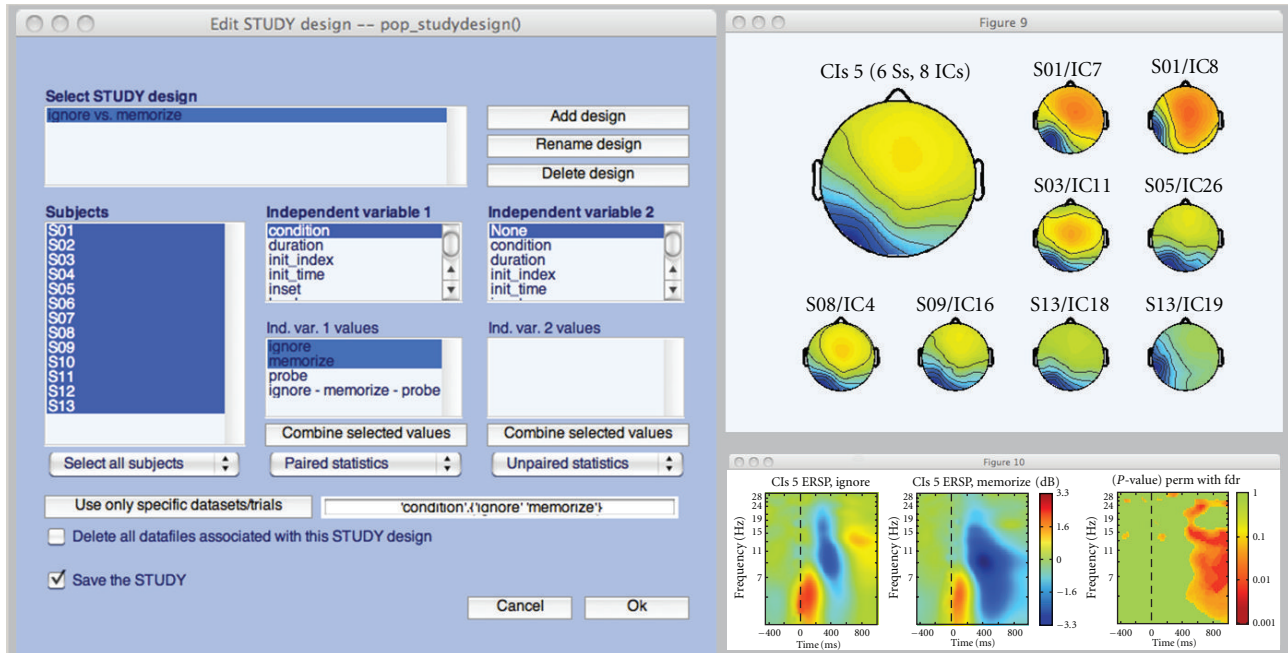 Edit STUDY design -- pop_studydesign()
Select STUDY design
ignore vs. memorize
Add design
Rename design
Delete design
Subjects
S01
S02
S03
S04
S05
S06
S07
S08
S09
S10
S11
S12
S13
Independent variable 1
condition
duration
init_index
init_time
inset
Independent variable 2
None
condition
duration
init_index
init_time
Ind. var. 1 values
ignore
memorize
probe
ignore - memorize - probe
Ind. var. 2 values
Combine selected values
Combine selected values
Select all subjects
Paired statistics
Unpaired statistics
Use only specific datasets/trials
'condition',{'ignore' 'memorize'}
Delete all datafiles associated with this STUDY design
Save the STUDY
Cancel
Ok
Figure 9
CIs 5 (6 Ss, 8 ICs)
S01/IC7
S01/IC8
S03/IC11
S05/IC26
S08/IC4
S09/IC16
S13/IC18
S13/IC19
Figure 10
CIs 5 ERSP, ignore
Frequency (Hz)
28
24
19
15
11
7
−400 0 400 800
Time (ms)
CIs 5 ERSP, memorize (dB)
Frequency (Hz)
28
24
19
15
11
7
−400 0 400 800
Time (ms)
3.3
1.6
−1.6
−3.3
(P-value) perm with fdr
Frequency (Hz)
28
24
19
15
11
7
−400 0 400 800
Time (ms)
1
0.1
0.01
0.001